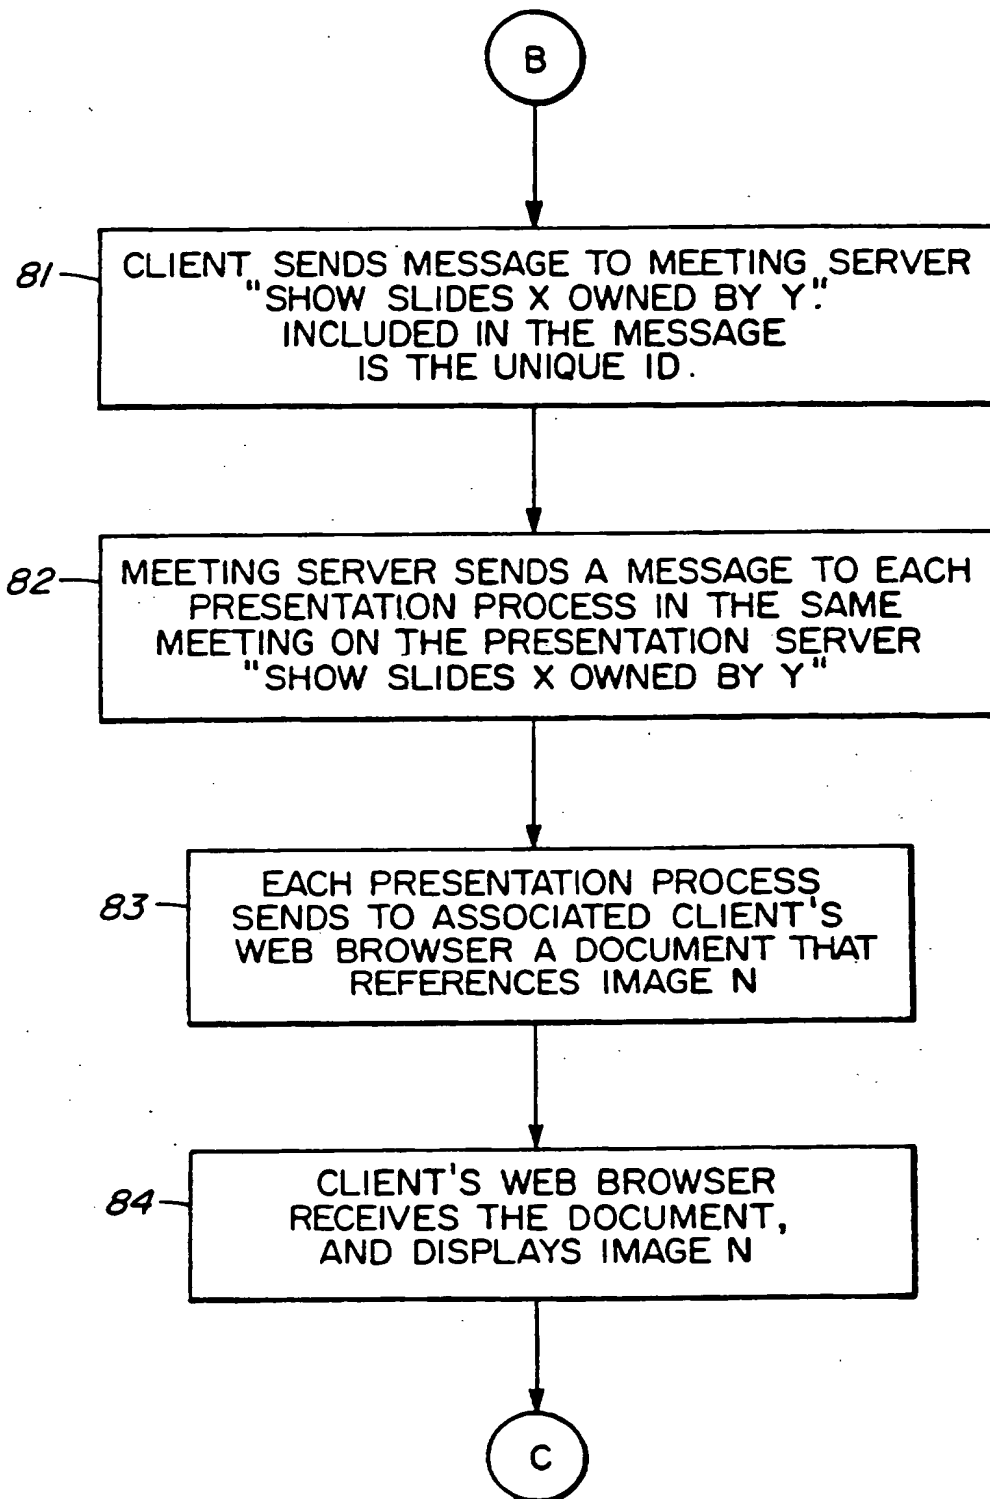 B
81
CLIENT SENDS MESSAGE TO MEETING SERVER
"SHOW SLIDES X OWNED BY Y".
INCLUDED IN THE MESSAGE
IS THE UNIQUE ID.
82
MEETING SERVER SENDS A MESSAGE TO EACH
PRESENTATION PROCESS IN THE SAME
MEETING ON THE PRESENTATION SERVER
"SHOW SLIDES X OWNED BY Y"
83
EACH PRESENTATION PROCESS
SENDS TO ASSOCIATED CLIENT'S
WEB BROWSER A DOCUMENT THAT
REFERENCES IMAGE N
84
CLIENT'S WEB BROWSER
RECEIVES THE DOCUMENT,
AND DISPLAYS IMAGE N
C